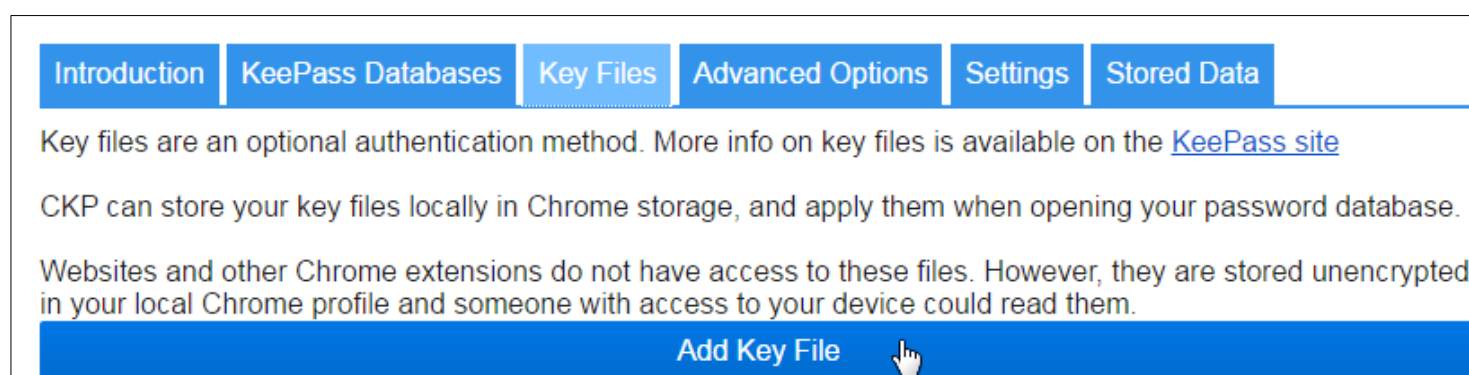 Introduction KeePass Databases Key Files Advanced Options Settings Stored Data
Key files are an optional authentication method. More info on key files is available on the KeePass site
CKP can store your key files locally in Chrome storage, and apply them when opening your password database.
Websites and other Chrome extensions do not have access to these files. However, they are stored unencrypted
in your local Chrome profile and someone with access to your device could read them.
Add Key File